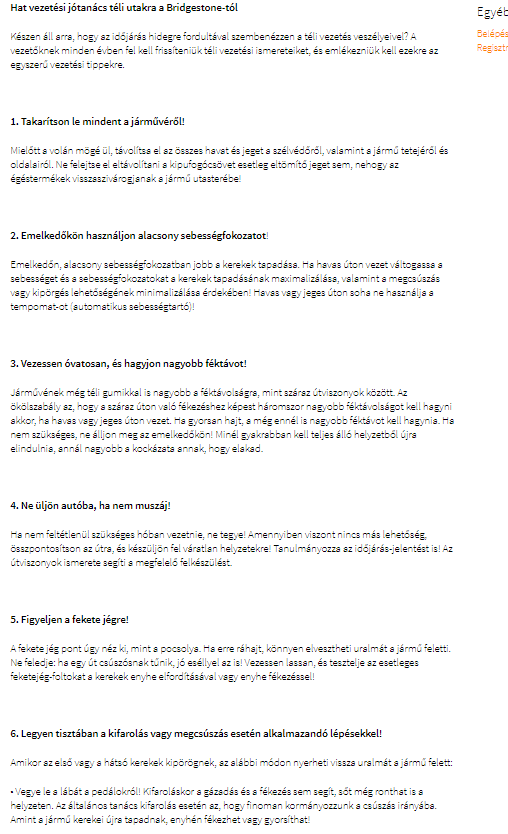 Hat vezetési jótanács téli utakra a Bridgestone-tól
Készen áll arra, hogy az időjárás hidegre fordultával szembenézzen a téli vezetés veszélyeivel? A
vezetőknek minden évben fel kell frissíteniük téli vezetési ismereteiket, és emlékezniük kell ezekre az
egyszerű vezetési tippekre.
1. Takarítson le mindent a járművéről!
Mielőtt a volán mögé ül, távolítsa el az összes havat és jeget a szélvédőről, valamint a jármű tetejéről és
oldalairól. Ne felejtse el eltávolítani a kipufogócsövet esetleg eltömítő jeget sem, nehogy az
égéstermékek visszaszivárogjanak a jármű utasterébe!
2. Emelkedőkön használjon alacsony sebességfokozatot!
Emelkedőn, alacsony sebességfokozatban jobb a kerekek tapadása. Ha havas úton vezet váltogassa a
sebességet és a sebességfokozatokat a kerekek tapadásának maximalizálása, valamint a megcsúszás
vagy kipörgés lehetőségének minimalizálása érdekében! Havas vagy jeges úton soha ne használja a
tempomat-ot (automatikus sebességtartó)!
3. Vezessen óvatosan, és hagyjon nagyobb féktávot!
Járművének még téli gumikkal is nagyobb a féktávolságra, mint száraz útviszonyok között. Az
ökölszabály az, hogy a száraz úton való fékezéshez képest háromszor nagyobb féktávolságot kell hagyni
akkor, ha havas vagy jeges úton vezet. Ha gyorsan hajt, a még ennél is nagyobb féktávot kell hagynia. Ha
nem szükséges, ne álljon meg az emelkedőkön! Minél gyakrabban kell teljes álló helyzetből újra
elindulnia, annál nagyobb a kockázata annak, hogy elakad.
4. Ne üljön autóba, ha nem muszáj!
Ha nem feltétlenül szükséges hóban vezetnie, ne tegye! Amennyiben viszont nincs más lehetőség,
összpontosítson az útra, és készüljön fel váratlan helyzetekre! Tanulmányozza az időjárás-jelentést is! Az
útviszonyok ismerete segíti a megfelelő felkészülést.
5. Figyeljen a fekete jégre!
A fekete jég pont úgy néz ki, mint a pocsolya. Ha erre ráhajt, könnyen elvesztheti uralmát a jármű felett.
Ne feledje: ha egy út csúszósnak tűnik, jó eséllyel az is! Vezessen lassan, és tesztelje az esetleges
feketejég-foltokat a kerekek enyhe elfordításával vagy enyhe fékezéssel!
6. Legyen tisztában a kifarolás vagy megcsúszás esetén alkalmazandó lépésekkel!
Amikor az első vagy a hátsó kerekek kipörögnek, az alábbi módon nyerheti vissza uralmát a jármű felett:
• Vegye le a lábát a pedálokról! Kifaroláskor a gázadás és a fékezés sem segít, sőt még ronthat is a
helyzeten. Az általános tanács kifarolás esetén az, hogy finoman kormányozzunk a csúszás irányába.
Amint a jármű kerekei újra tapadnak, enyhén fékezhet vagy gyorsíthat!
Egyéb
Belépés
Regisztr